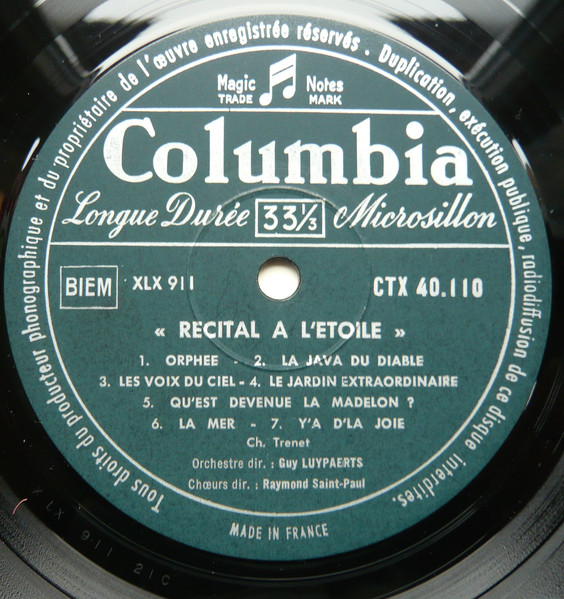 Tous droits du producteur phonographique et du propriétaire de l'œuvre enregistrée réservés. Duplication, exécution publique, radiodiffusion de ce disque interdites.
Magic Notes
TRADE MARK
Columbia
Longue Durée 33⅓ Microsillon
BIEM XLX 911 CTX 40.110
« RECITAL A L'ETOILE »
1. ORPHEE - 2. LA JAVA DU DIABLE
3. LES VOIX DU CIEL - 4. LE JARDIN EXTRAORDINAIRE
5. QU'EST DEVENUE LA MADELON ?
6. LA MER - 7. Y'A D'LA JOIE
Ch. Trenet
Orchestre dir. : Guy LUYPAERTS
Chœurs dir. : Raymond Saint-Paul
MADE IN FRANCE
XLX 911 21C